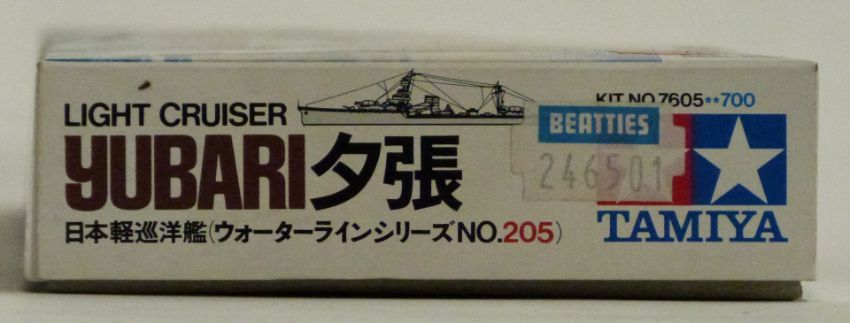 LIGHT CRUISER
KIT NO.7605**700
YUBARI夕張
BEATTIES
246501
日本軽巡洋艦(ウォーターラインシリーズNO.205)
TAMIYA